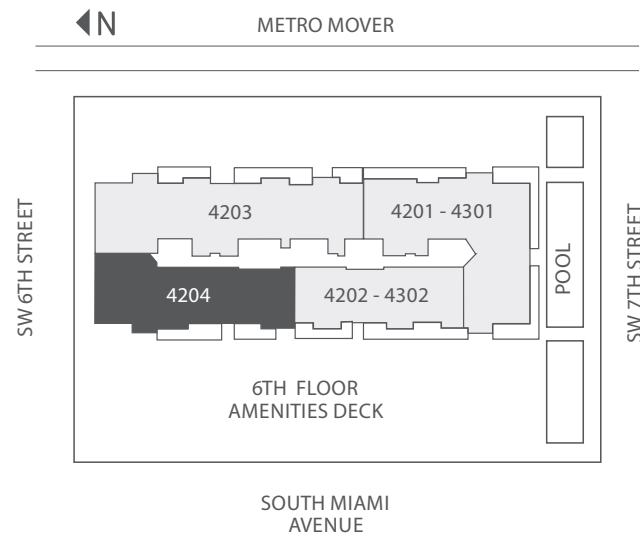 N
METRO MOVER
SW 6TH STREET
4203
4201 - 4301
4204
4202 - 4302
POOL
SW 7TH STREET
6TH FLOOR
AMENITIES DECK
SOUTH MIAMI
AVENUE